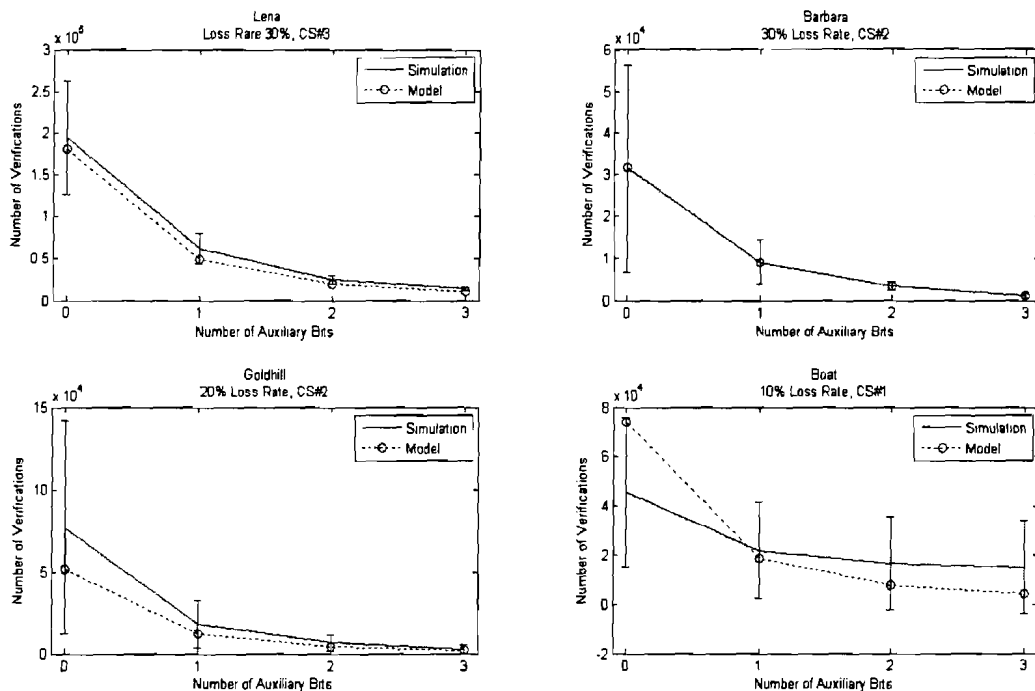 Lena
Loss Rare 30%, CS#3
x 10^5
3
2.5
2
1.5
1
0.5
0
0 1 2 3
Number of Verifications
Number of Auxiliary Bits
Simulation
Model
Barbara
30% Loss Rate, CS#2
x 10^4
6
5
4
3
2
1
0
0 1 2 3
Number of Verifications
Number of Auxiliary Bits
Simulation
Model
Goldhill
20% Loss Rate, CS#2
x 10^4
15
10
5
0
0 1 2 3
Number of Verifications
Number of Auxiliary Bits
Simulation
Model
Boat
10% Loss Rate, CS#1
x 10^4
8
6
4
2
0
-2
0 1 2 3
Number of Verifications
Number of Auxiliary Bits
Simulation
Model